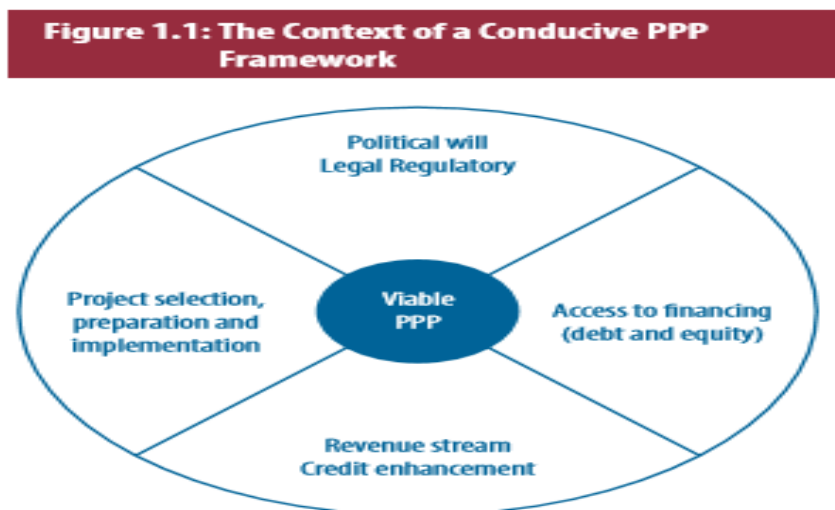 Figure 1.1: The Context of a Conducive PPP
Framework
Political will
Legal Regulatory
Project selection,
preparation and
implementation
Viable
PPP
Access to financing
(debt and equity)
Revenue stream
Credit enhancement